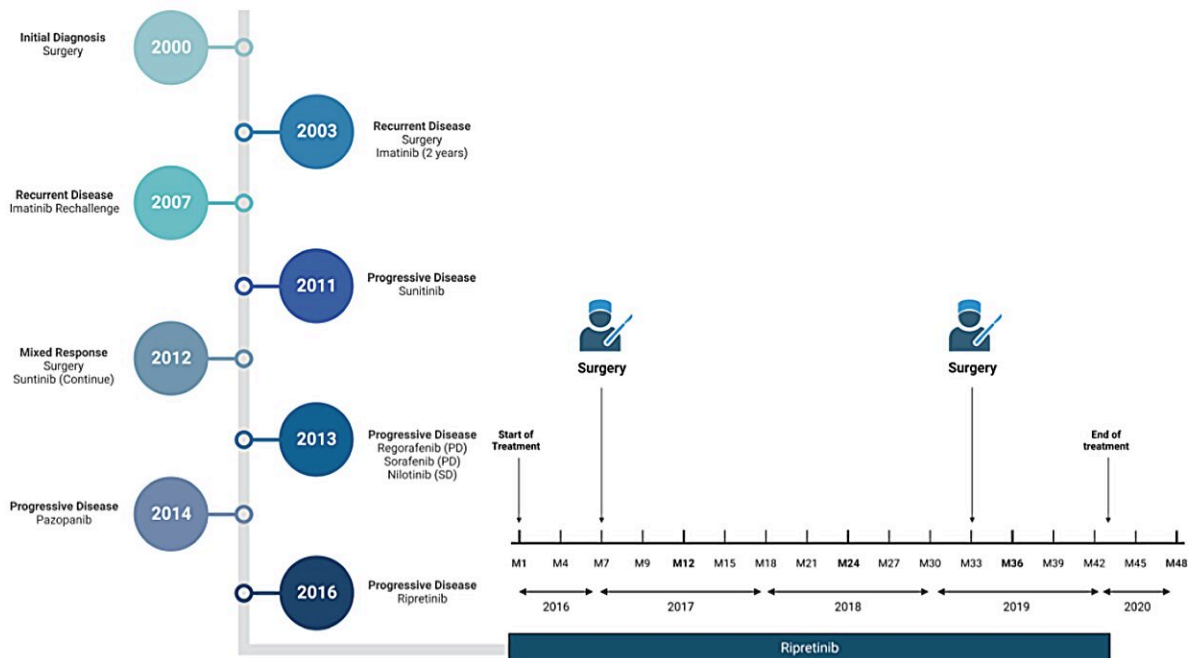 Initial Diagnosis
Surgery
2000
2003
Recurrent Disease
Surgery
Imatinib (2 years)
Recurrent Disease
Imatinib Rechallenge
2007
2011
Progressive Disease
Sunitinib
Mixed Response
Surgery
Suntinib (Continue)
2012
2013
Progressive Disease
Regorafenib (PD)
Sorafenib (PD)
Nilotinib (SD)
Progressive Disease
Pazopanib
2014
2016
Progressive Disease
Ripretinib
Surgery
Surgery
Start of
Treatment
End of
treatment
M1 M4 M7 M9 M12 M15 M18 M21 M24 M27 M30 M33 M36 M39 M42 M45 M48
2016 2017 2018 2019 2020
Ripretinib